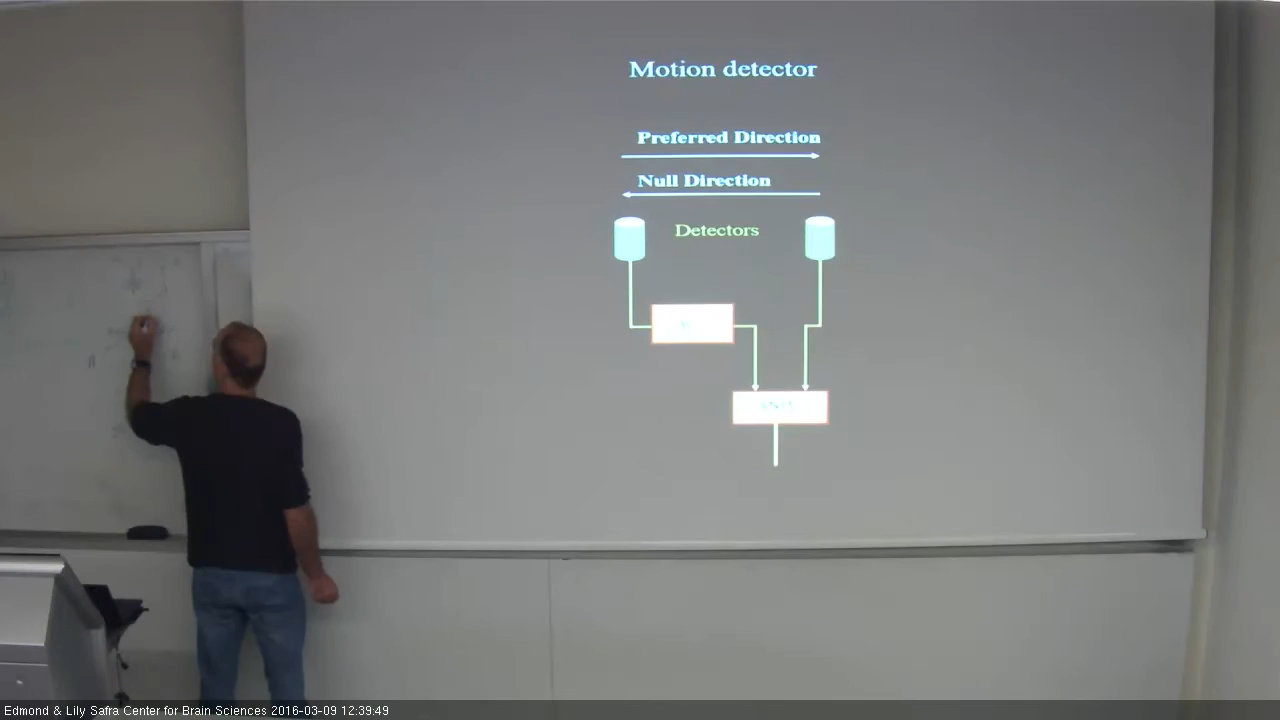 Motion detector
Preferred Direction
Null Direction
Detectors
Edmond & Lily Safra Center for Brain Sciences 2016-03-09 12:39:49